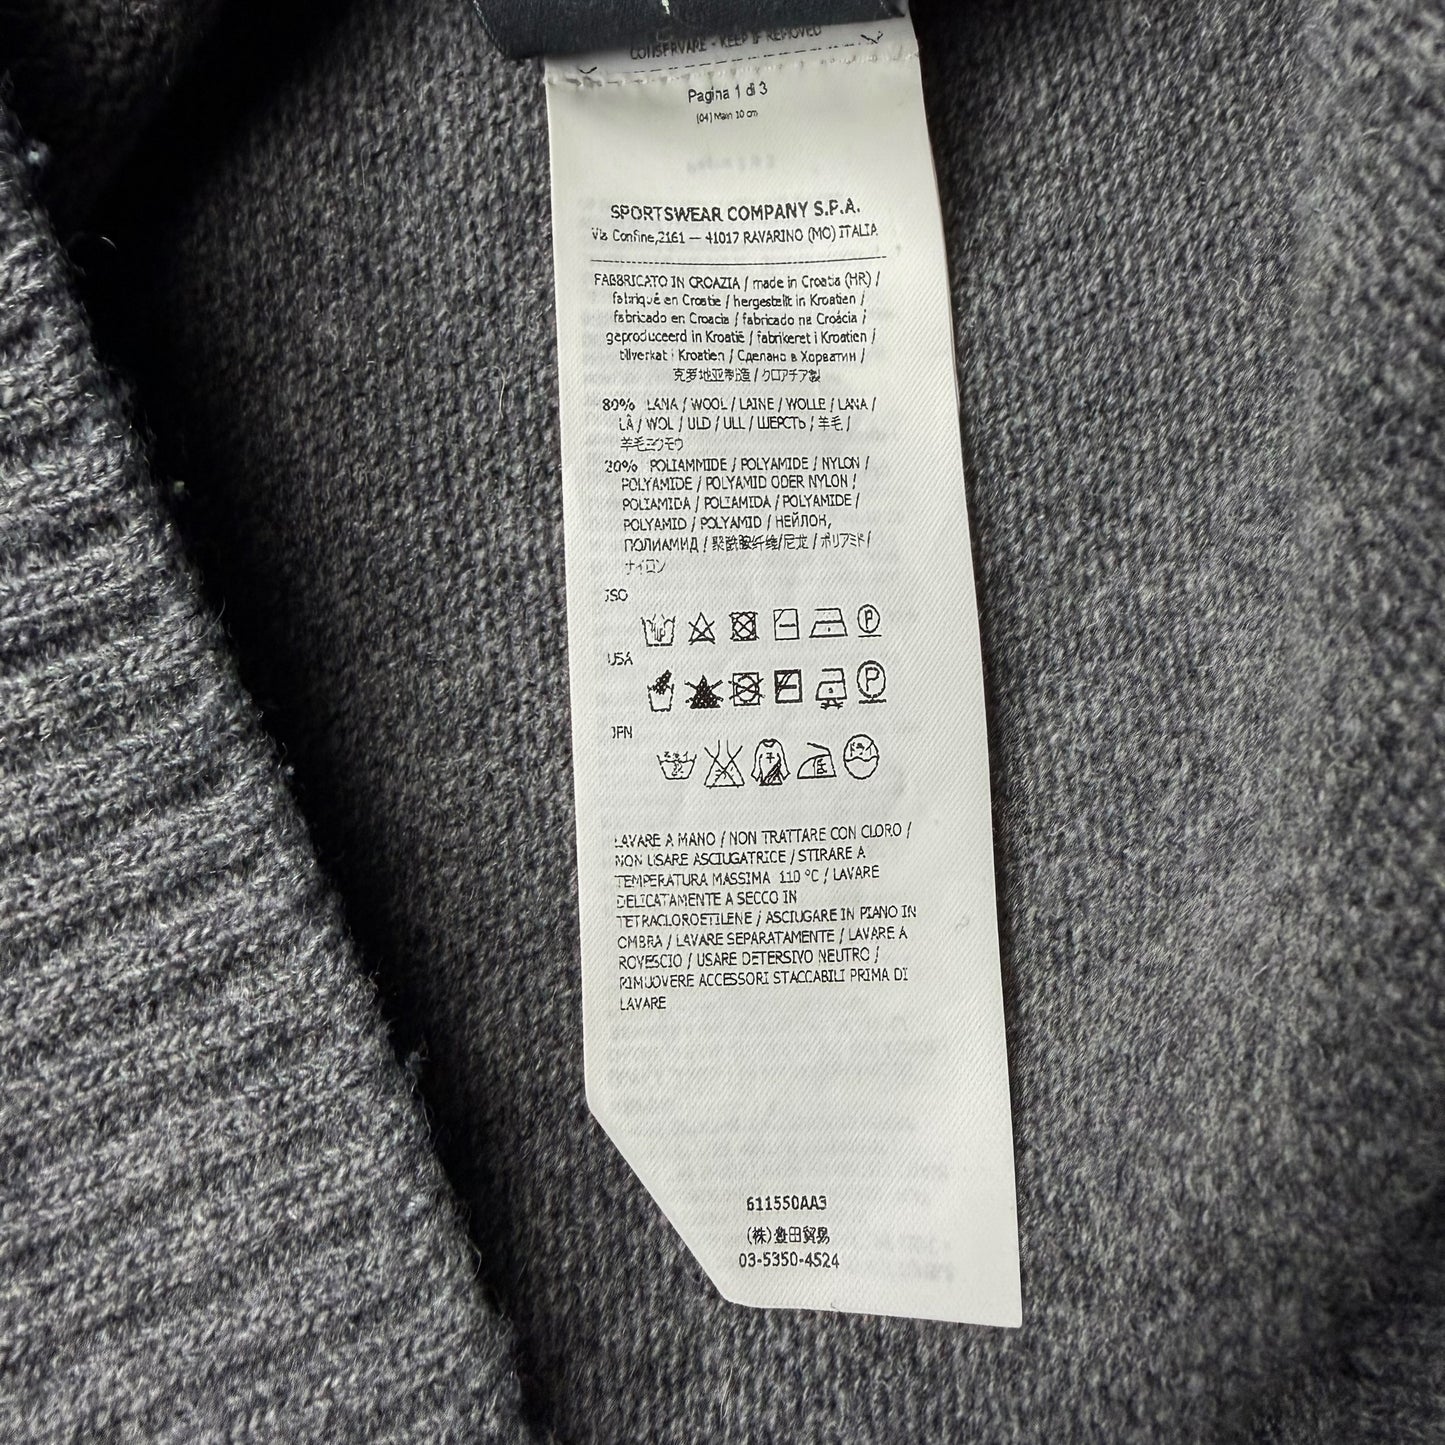 CONSERVARE - KEEP IF REMOVED
Pagina 1 di 3
(04) Main 10 cm
SPORTSWEAR COMPANY S.P.A.
Via Confine,2161 — 41017 RAVARINO (MO) ITALIA
FABBRICATO IN CROAZIA / made in Croatia (HR) /
fabriqué en Croatie / hergestellt in Kroatien /
fabricado en Croacia / fabricado na Croácia /
geproduceerd in Kroatië / fabrikeret i Kroatien /
tillverkat i Kroatien / Сделано в Хорватии /
克罗地亚制造 / クロアチア製
80% LANA / WOOL / LAINE / WOLLE / LANA /
LÃ / WOL / ULD / ULL / ШЕРСТЬ / 羊毛 /
羊毛ニウモウ
20% POLIAMMIDE / POLYAMIDE / NYLON /
POLYAMIDE / POLYAMID ODER NYLON /
POLIAMIDA / POLIAMIDA / POLYAMIDE /
POLYAMID / POLYAMID / НЕЙЛОН,
ПОЛИАМИД / 聚酰胺纤维/尼龙 / ポリアミド/
ナイロン
ISO
P
USA
P
JPN
LAVARE A MANO / NON TRATTARE CON CLORO /
NON USARE ASCIUGATRICE / STIRARE A
TEMPERATURA MASSIMA 110 °C / LAVARE
DELICATAMENTE A SECCO IN
TETRACLOROETILENE / ASCIUGARE IN PIANO IN
OMBRA / LAVARE SEPARATAMENTE / LAVARE A
ROVESCIO / USARE DETERSIVO NEUTRO /
RIMUOVERE ACCESSORI STACCABILI PRIMA DI
LAVARE
611550AA3
(株)豊田貿易
03-5350-4524